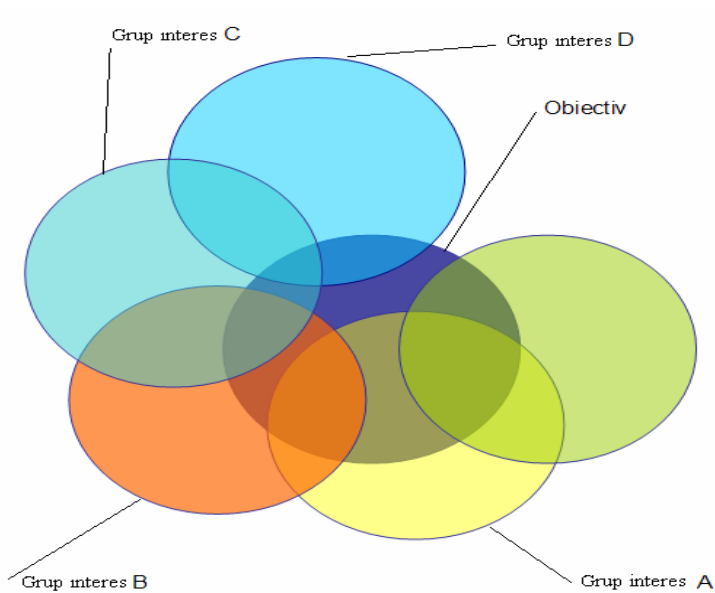 Grup interes C
Grup interes D
Obiectiv
Grup interes B
Grup interes A